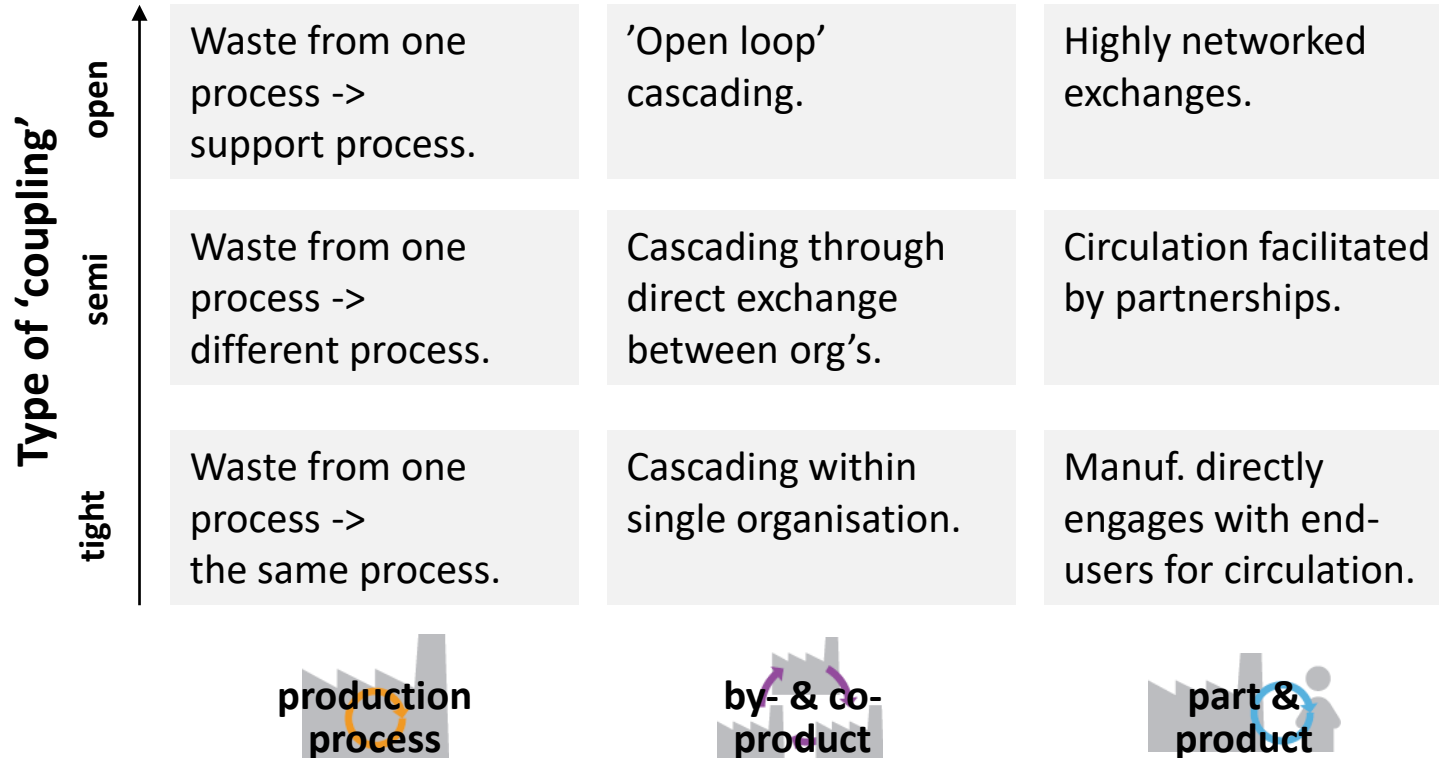 Type of ‘coupling’
open
Waste from one
process ->
support process.
’Open loop’
cascading.
Highly networked
exchanges.
semi
Waste from one
process ->
different process.
Cascading through
direct exchange
between org’s.
Circulation facilitated
by partnerships.
tight
Waste from one
process ->
the same process.
Cascading within
single organisation.
Manuf. directly
engages with end-
users for circulation.
production
process
by- & co-
product
part &
product